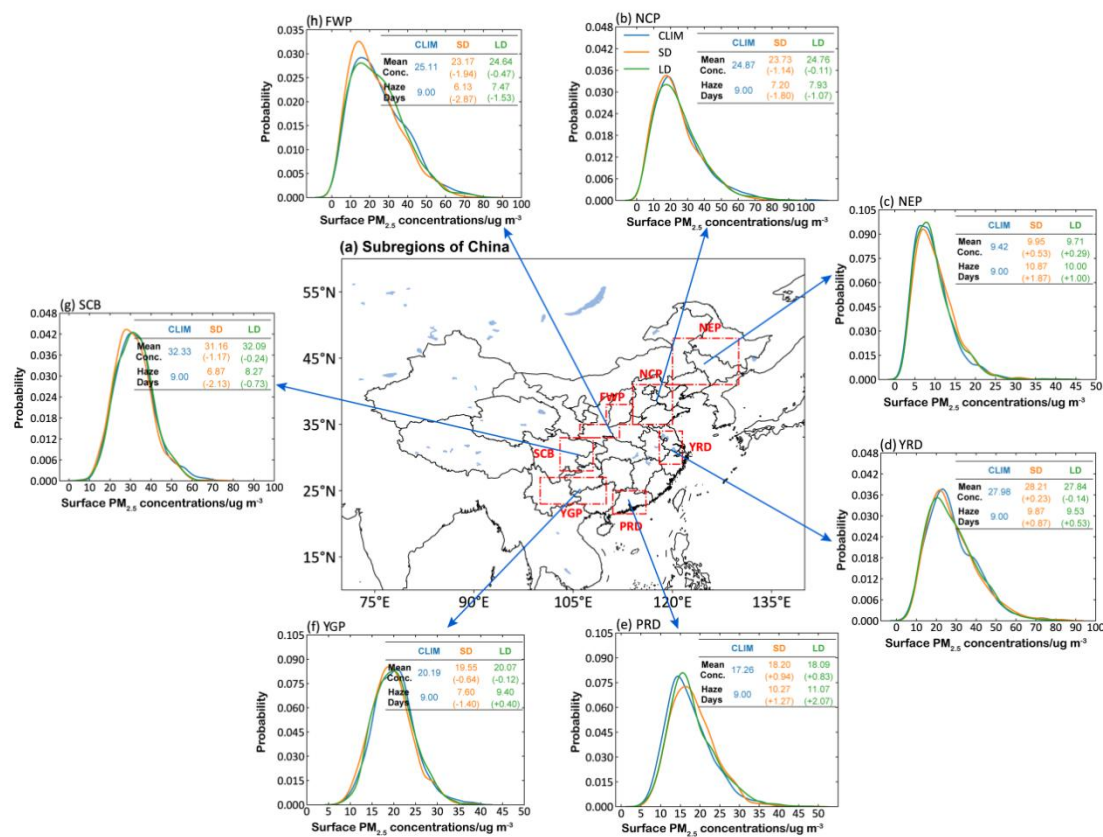 (h) FWP
0.035
0.030
0.025
0.020
0.015
0.010
0.005
0.000
Probability
CLIM SD LD
Mean Conc. 25.11 23.17 (-1.94) 24.64 (-0.47)
Haze Days 9.00 6.13 (-2.87) 7.47 (-1.53)
0 10 20 30 40 50 60 70 80 90 100
Surface PM2.5 concentrations/ug m-3
(b) NCP
0.048
0.042
0.036
0.030
0.024
0.018
0.012
0.006
0.000
Probability
CLIM
SD
LD
CLIM SD LD
Mean Conc. 24.87 23.73 (-1.14) 24.76 (-0.11)
Haze Days 9.00 7.20 (-1.80) 7.93 (-1.07)
0 10 20 30 40 50 60 70 80 90 100
Surface PM2.5 concentrations/ug m-3
(c) NEP
0.105
0.090
0.075
0.060
0.045
0.030
0.015
0.000
Probability
CLIM SD LD
Mean Conc. 9.42 9.95 (+0.53) 9.71 (+0.29)
Haze Days 9.00 10.87 (+1.87) 10.00 (+1.00)
0 5 10 15 20 25 30 35 40 45 50
Surface PM2.5 concentrations/ug m-3
(a) Subregions of China
55°N
45°N
35°N
25°N
15°N
75°E 90°E 105°E 120°E 135°E
NEP
NCP
FWP
SCB
YRD
YGP
PRD
(g) SCB
0.048
0.042
0.036
0.030
0.024
0.018
0.012
0.006
0.000
Probability
CLIM SD LD
Mean Conc. 32.33 31.16 (-1.17) 32.09 (-0.24)
Haze Days 9.00 6.87 (-2.13) 8.27 (-0.73)
0 10 20 30 40 50 60 70 80 90 100
Surface PM2.5 concentrations/ug m-3
(d) YRD
0.048
0.042
0.036
0.030
0.024
0.018
0.012
0.006
0.000
Probability
CLIM SD LD
Mean Conc. 27.98 28.21 (+0.23) 27.84 (-0.14)
Haze Days 9.00 9.87 (+0.87) 9.53 (+0.53)
0 10 20 30 40 50 60 70 80 90 100
Surface PM2.5 concentrations/ug m-3
(f) YGP
0.105
0.090
0.075
0.060
0.045
0.030
0.015
0.000
Probability
CLIM SD LD
Mean Conc. 20.19 19.55 (-0.64) 20.07 (-0.12)
Haze Days 9.00 7.60 (-1.40) 9.40 (+0.40)
0 5 10 15 20 25 30 35 40 45 50
Surface PM2.5 concentrations/ug m-3
(e) PRD
0.105
0.090
0.075
0.060
0.045
0.030
0.015
0.000
Probability
CLIM SD LD
Mean Conc. 17.26 18.20 (+0.94) 18.09 (+0.83)
Haze Days 9.00 10.27 (+1.27) 11.07 (+2.07)
0 5 10 15 20 25 30 35 40 45 50
Surface PM2.5 concentrations/ug m-3